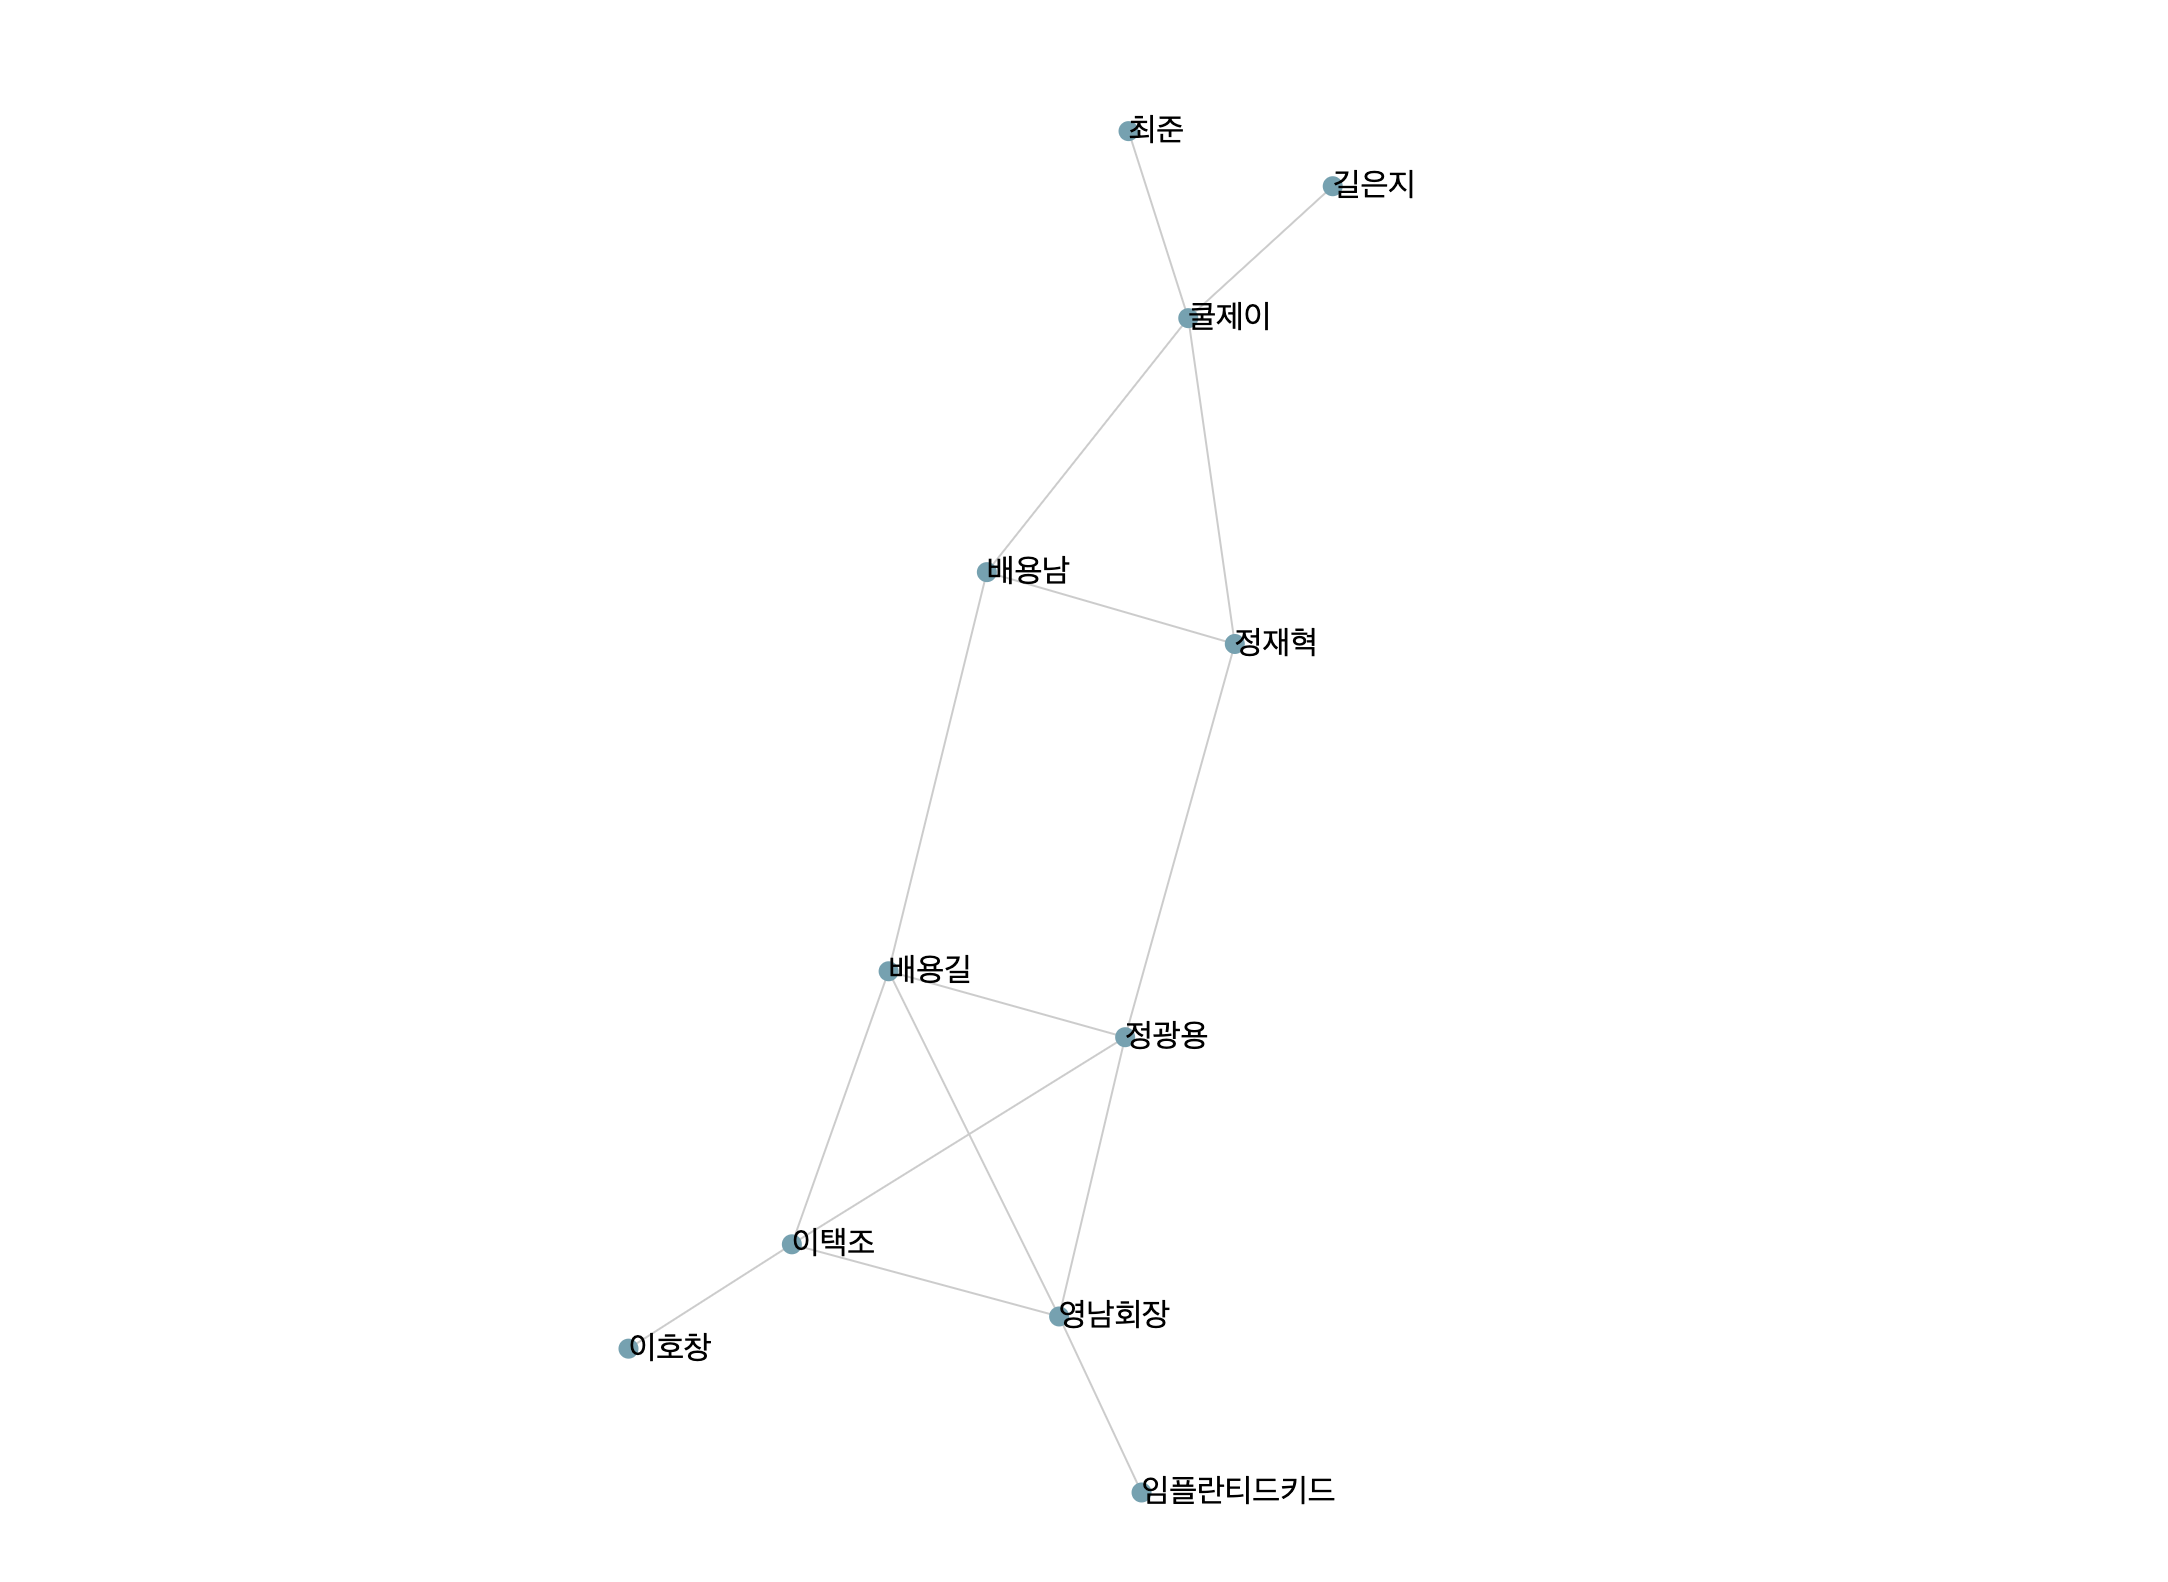 최준
길은지
쿨제이
배용남
정재혁
배용길
정광용
이택조
영남회장
이호창
임플란티드키드